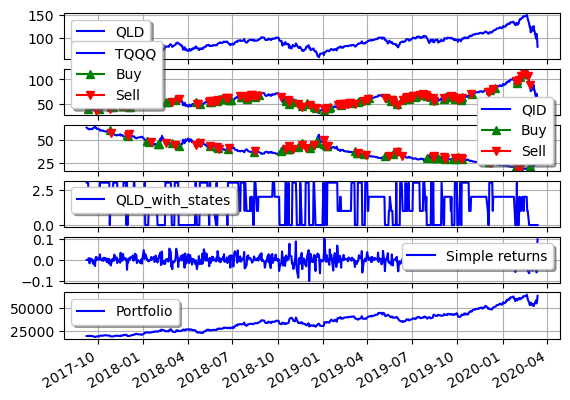 150
100
QLD
TQQQ
Buy
Sell
100
50
QID
Buy
Sell
50
25
2.5
0.0
QLD_with_states
0.1
0.0
-0.1
Simple returns
50000
25000
Portfolio
2017-10
2018-01
2018-04
2018-07
2018-10
2019-01
2019-04
2019-07
2019-10
2020-01
2020-04